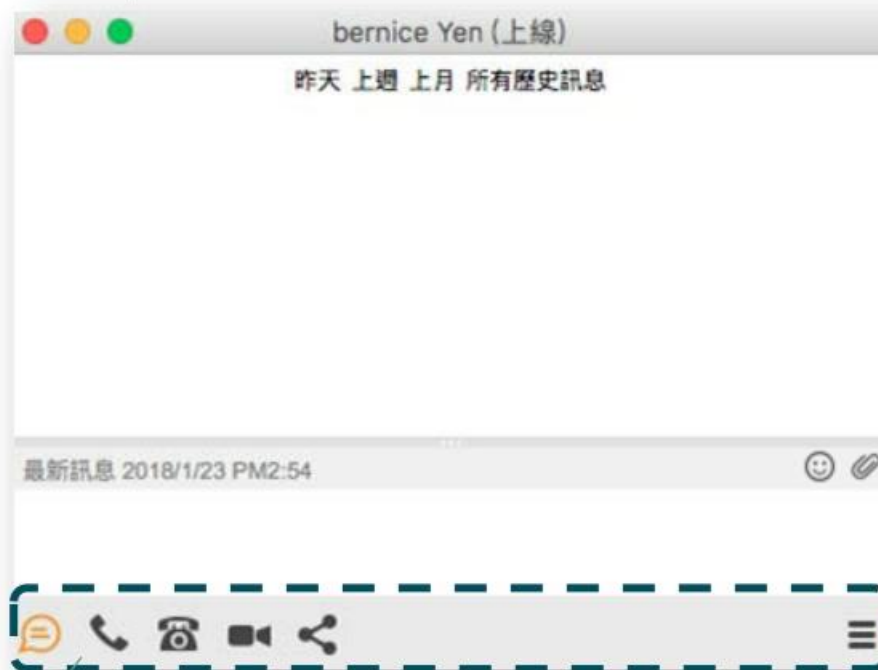 bernice Yen (上線)
昨天 上週 上月 所有歷史訊息
最新訊息 2018/1/23 PM2:54